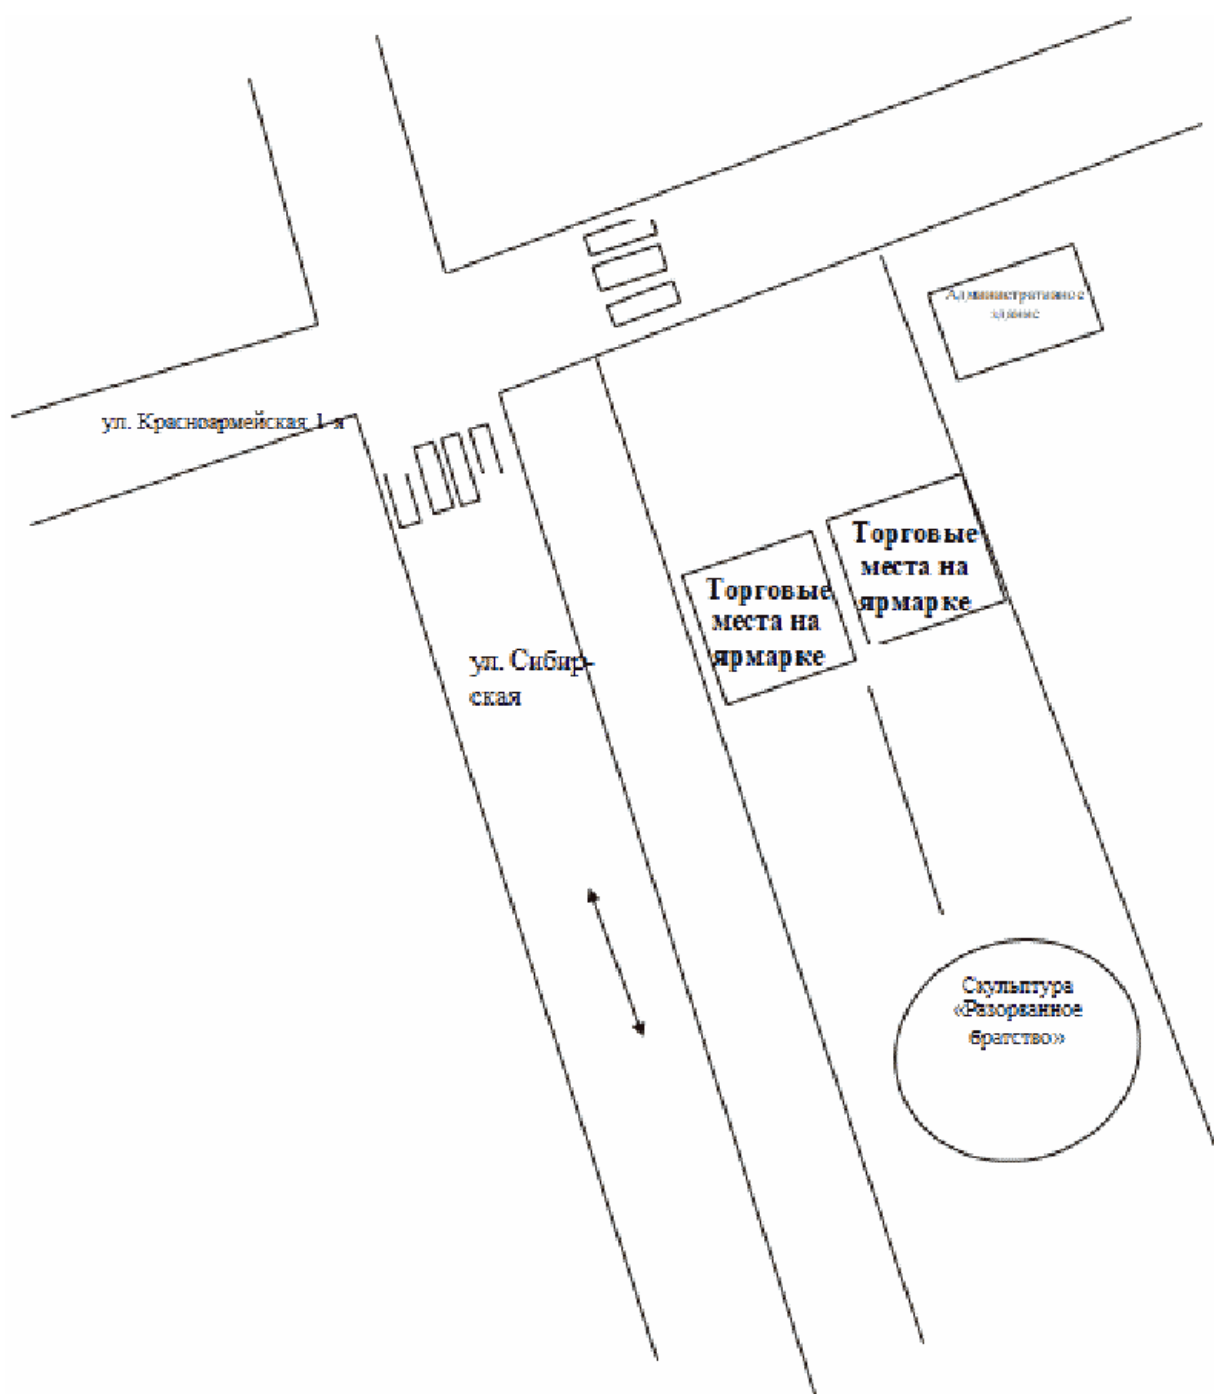 Административное
здание
ул. Красноармейская 1-я
Торговые
места на
ярмарке
Торговые
места на
ярмарке
ул. Сибир-
ская
Скульптура
«Разорванное
братство»